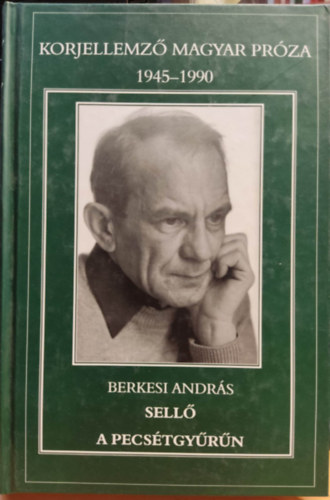 KORJELLEMZŐ MAGYAR PRÓZA
1945–1990
BERKESI ANDRÁS
SELLŐ
A PECSÉTGYŰRŰN